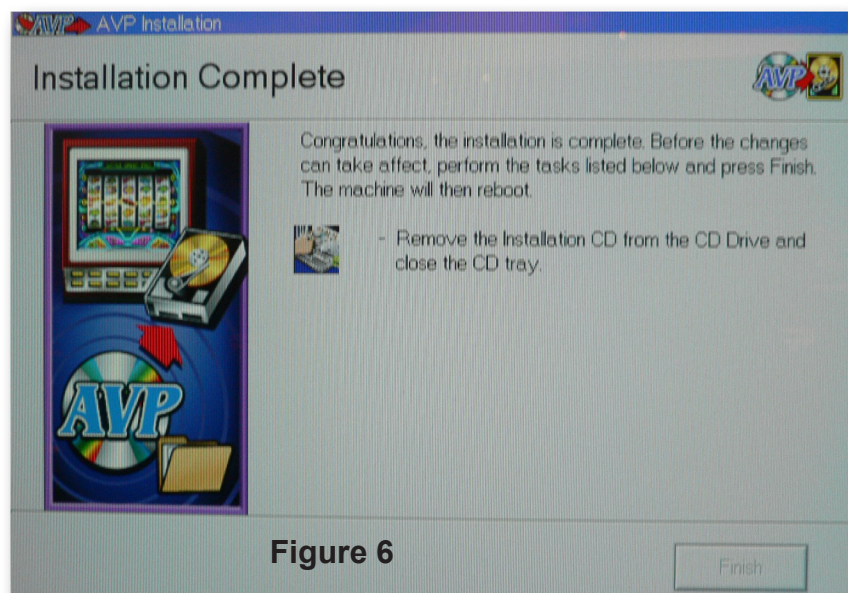 AVP AVP Installation
Installation Complete
AVP
Congratulations, the installation is complete. Before the changes
can take affect, perform the tasks listed below and press Finish.
The machine will then reboot.
- Remove the Installation CD from the CD Drive and
close the CD tray.
AVP
Figure 6
Finish